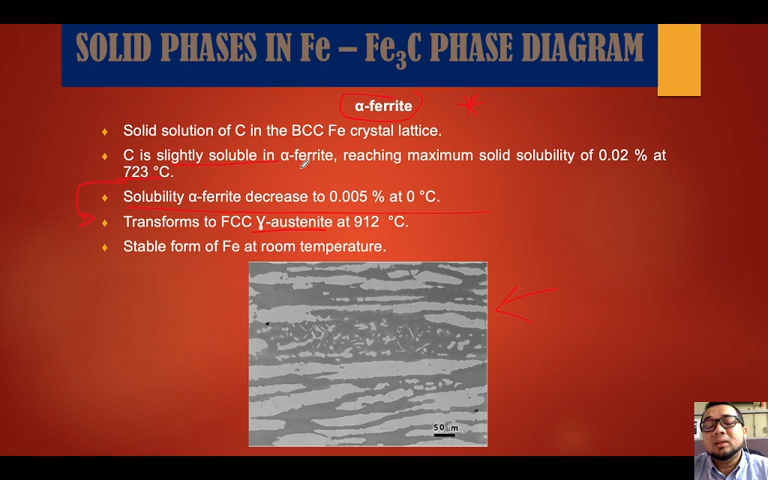 SOLID PHASES IN Fe – Fe₃C PHASE DIAGRAM
α-ferrite
♦ Solid solution of C in the BCC Fe crystal lattice.
♦ C is slightly soluble in α-ferrite, reaching maximum solid solubility of 0.02 % at
723 °C.
♦ Solubility α-ferrite decrease to 0.005 % at 0 °C.
♦ Transforms to FCC Ɣ-austenite at 912 °C.
♦ Stable form of Fe at room temperature.
50 µm